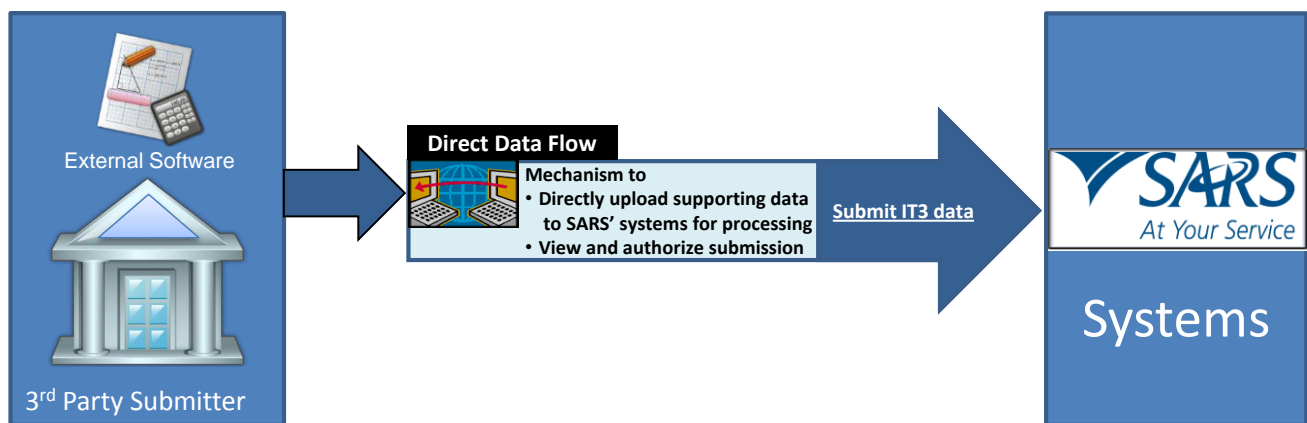 External Software
3rd Party Submitter
Direct Data Flow
Mechanism to
• Directly upload supporting data
to SARS' systems for processing
• View and authorize submission
Submit IT3 data
SARS
At Your Service
Systems